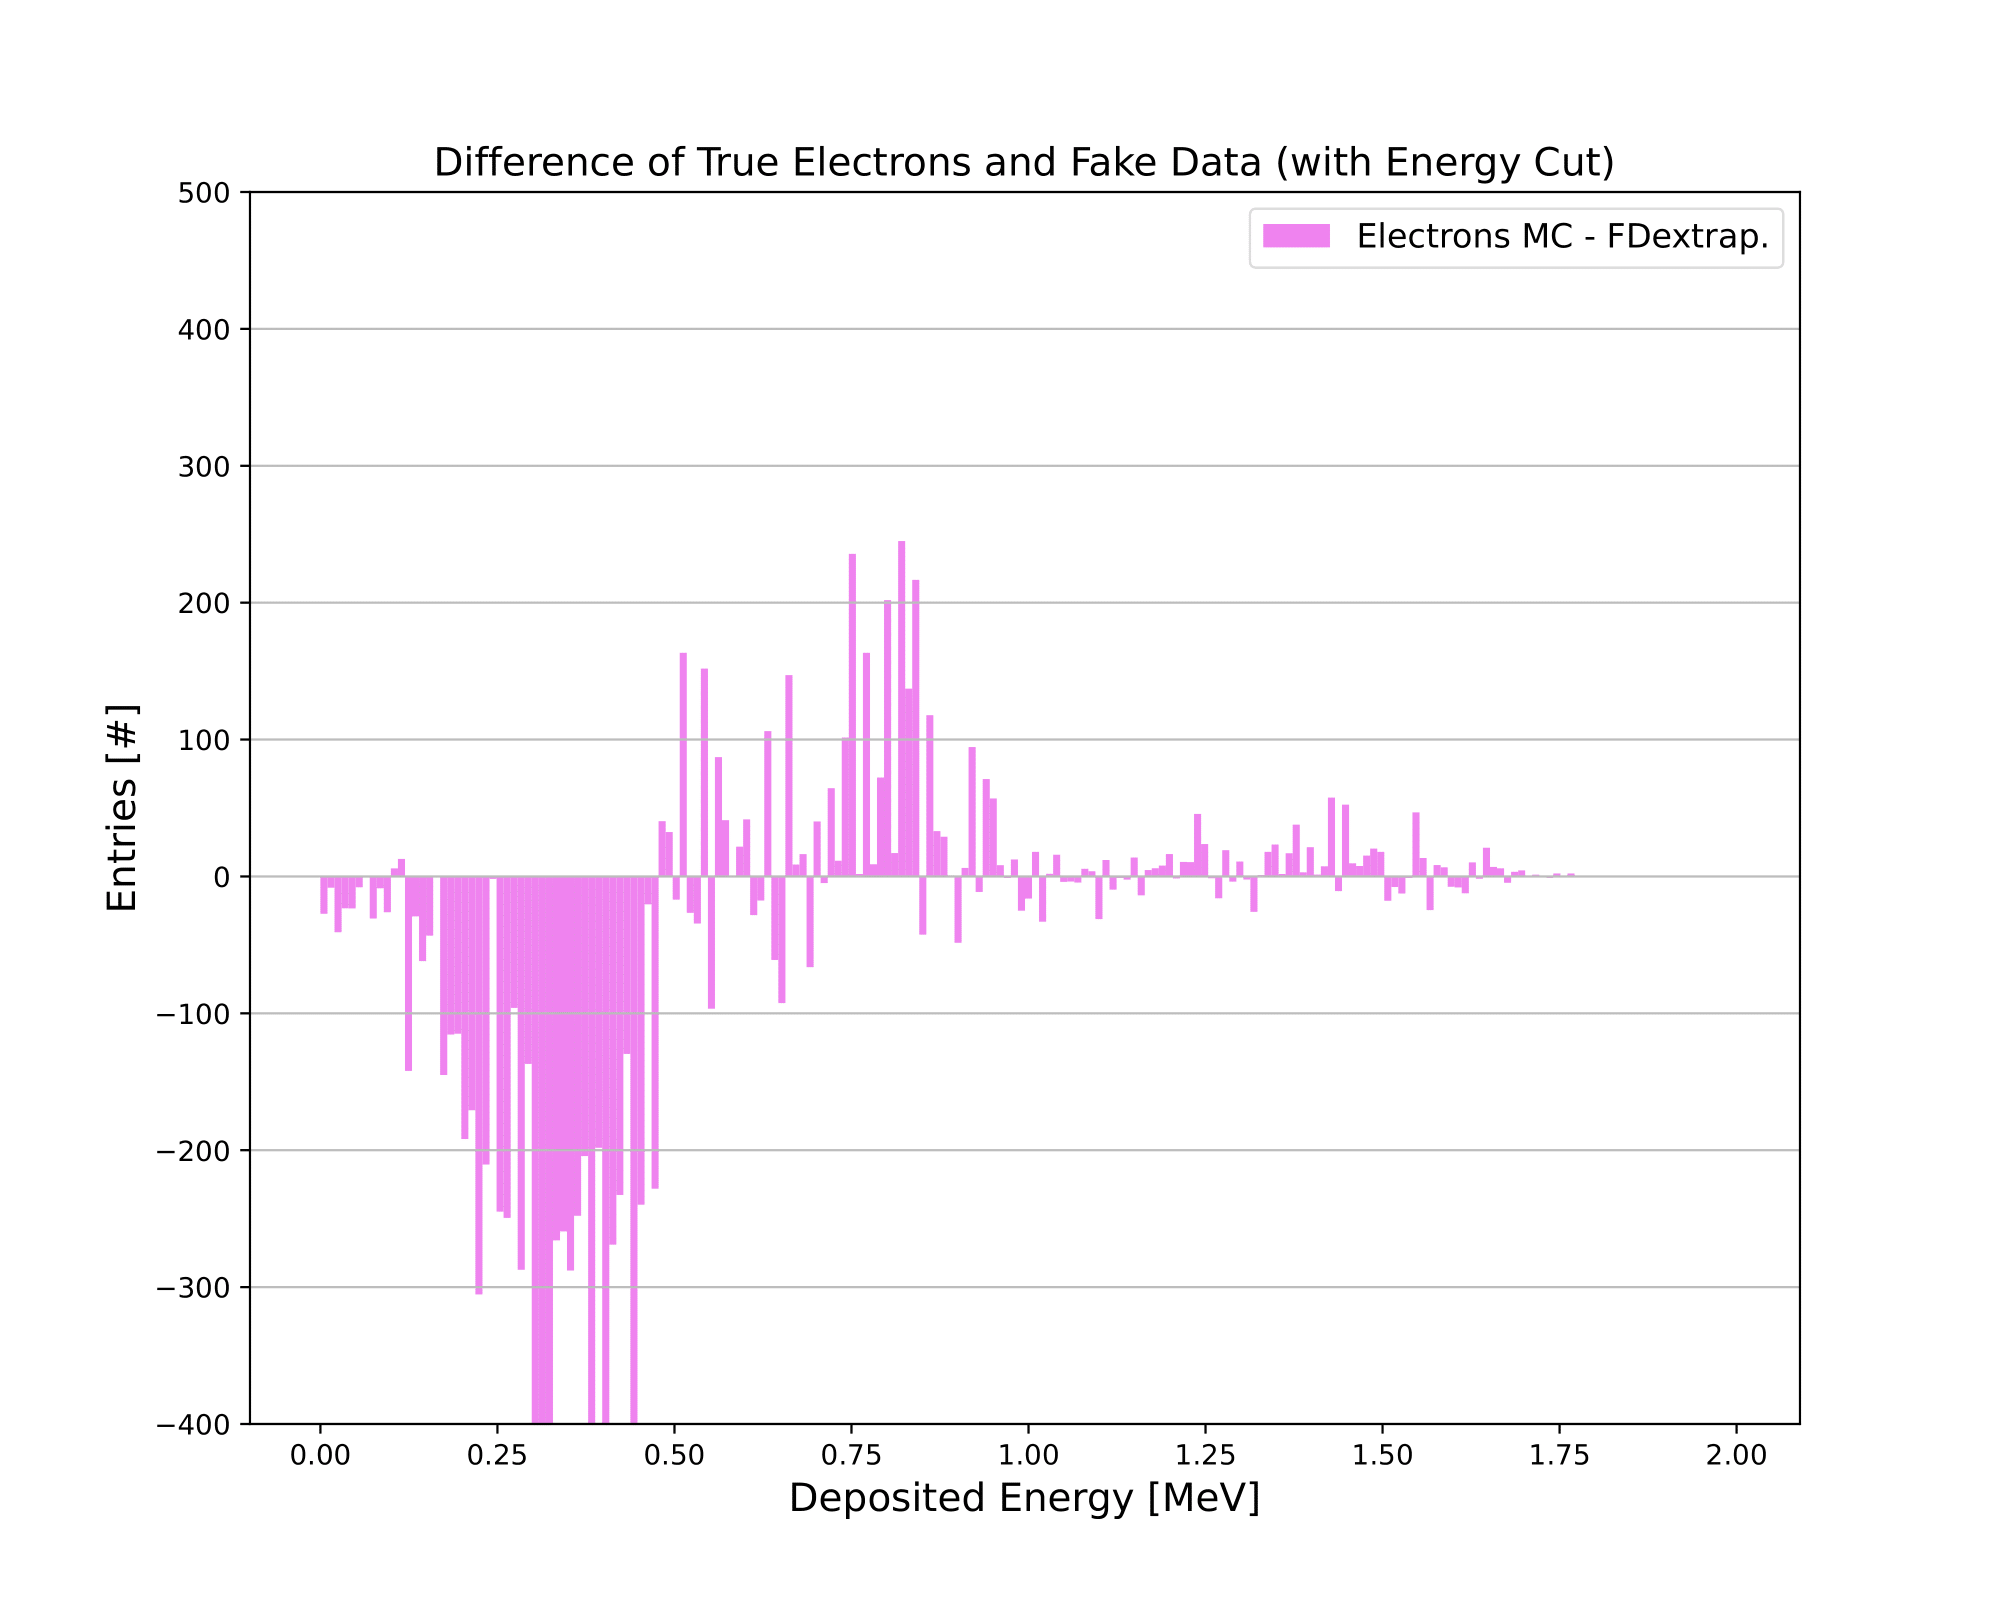 Difference of True Electrons and Fake Data (with Energy Cut)
Electrons MC - FDextrap.
500
400
300
200
100
0
−100
−200
−300
−400
Entries [#]
0.00 0.25 0.50 0.75 1.00 1.25 1.50 1.75 2.00
Deposited Energy [MeV]